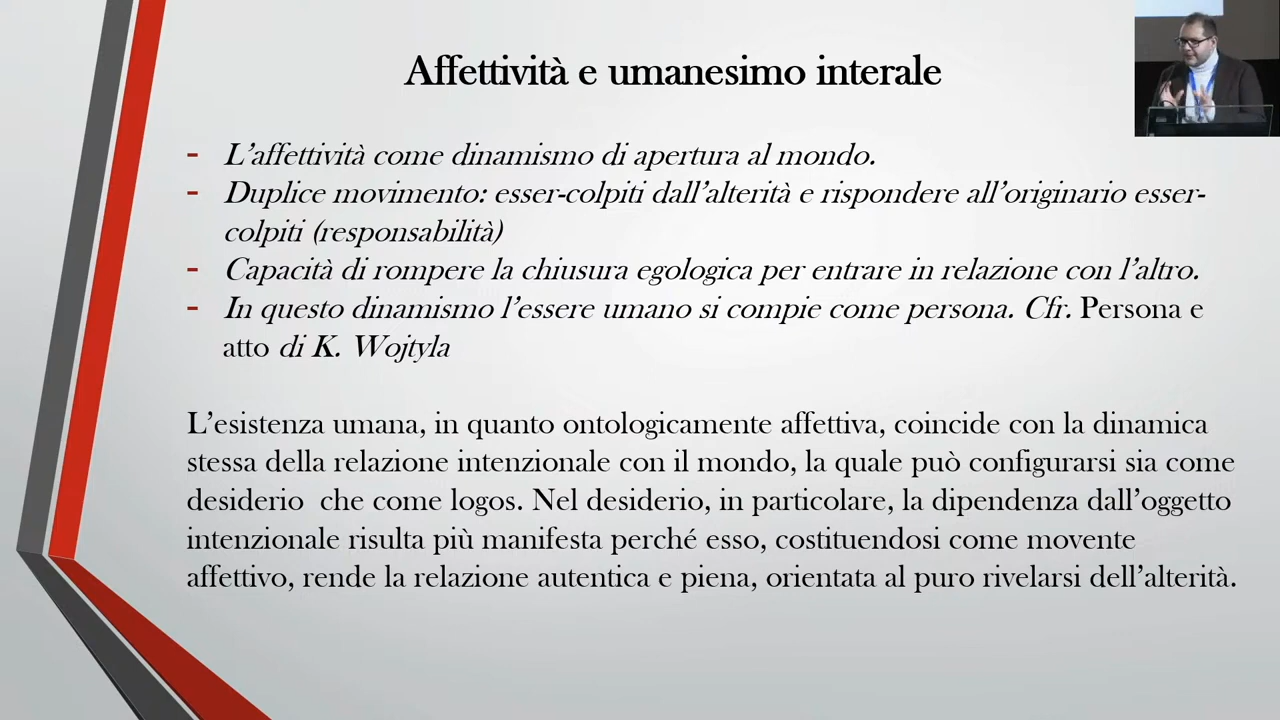 Affettività e umanesimo interale
- L'affettività come dinamismo di apertura al mondo.
- Duplice movimento: esser-colpiti dall'alterità e rispondere all'originario esser-
colpiti (responsabilità)
- Capacità di rompere la chiusura egologica per entrare in relazione con l'altro.
- In questo dinamismo l'essere umano si compie come persona. Cfr. Persona e
atto di K. Wojtyla
L'esistenza umana, in quanto ontologicamente affettiva, coincide con la dinamica
stessa della relazione intenzionale con il mondo, la quale può configurarsi sia come
desiderio che come logos. Nel desiderio, in particolare, la dipendenza dall'oggetto
intenzionale risulta più manifesta perché esso, costituendosi come movente
affettivo, rende la relazione autentica e piena, orientata al puro rivelarsi dell'alterità.